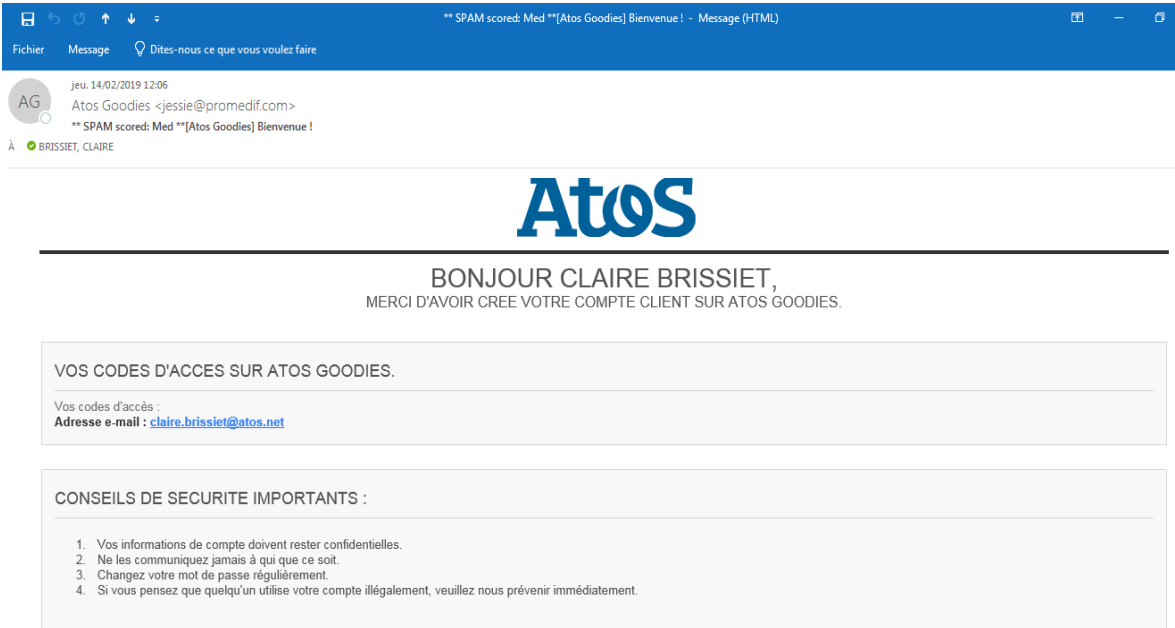 ** SPAM scored: Med **[Atos Goodies] Bienvenue ! - Message (HTML)
Fichier Message Dites-nous ce que vous voulez faire
jeu. 14/02/2019 12:06
AG
Atos Goodies <jessie@promedif.com>
** SPAM scored: Med **[Atos Goodies] Bienvenue !
À BRISSIET, CLAIRE
Atos
BONJOUR CLAIRE BRISSIET,
MERCI D'AVOIR CREE VOTRE COMPTE CLIENT SUR ATOS GOODIES.
VOS CODES D'ACCES SUR ATOS GOODIES.
Vos codes d'accès :
Adresse e-mail : claire.brissiet@atos.net
CONSEILS DE SECURITE IMPORTANTS :
1. Vos informations de compte doivent rester confidentielles.
2. Ne les communiquez jamais à qui que ce soit.
3. Changez votre mot de passe régulièrement.
4. Si vous pensez que quelqu'un utilise votre compte illégalement, veuillez nous prévenir immédiatement.